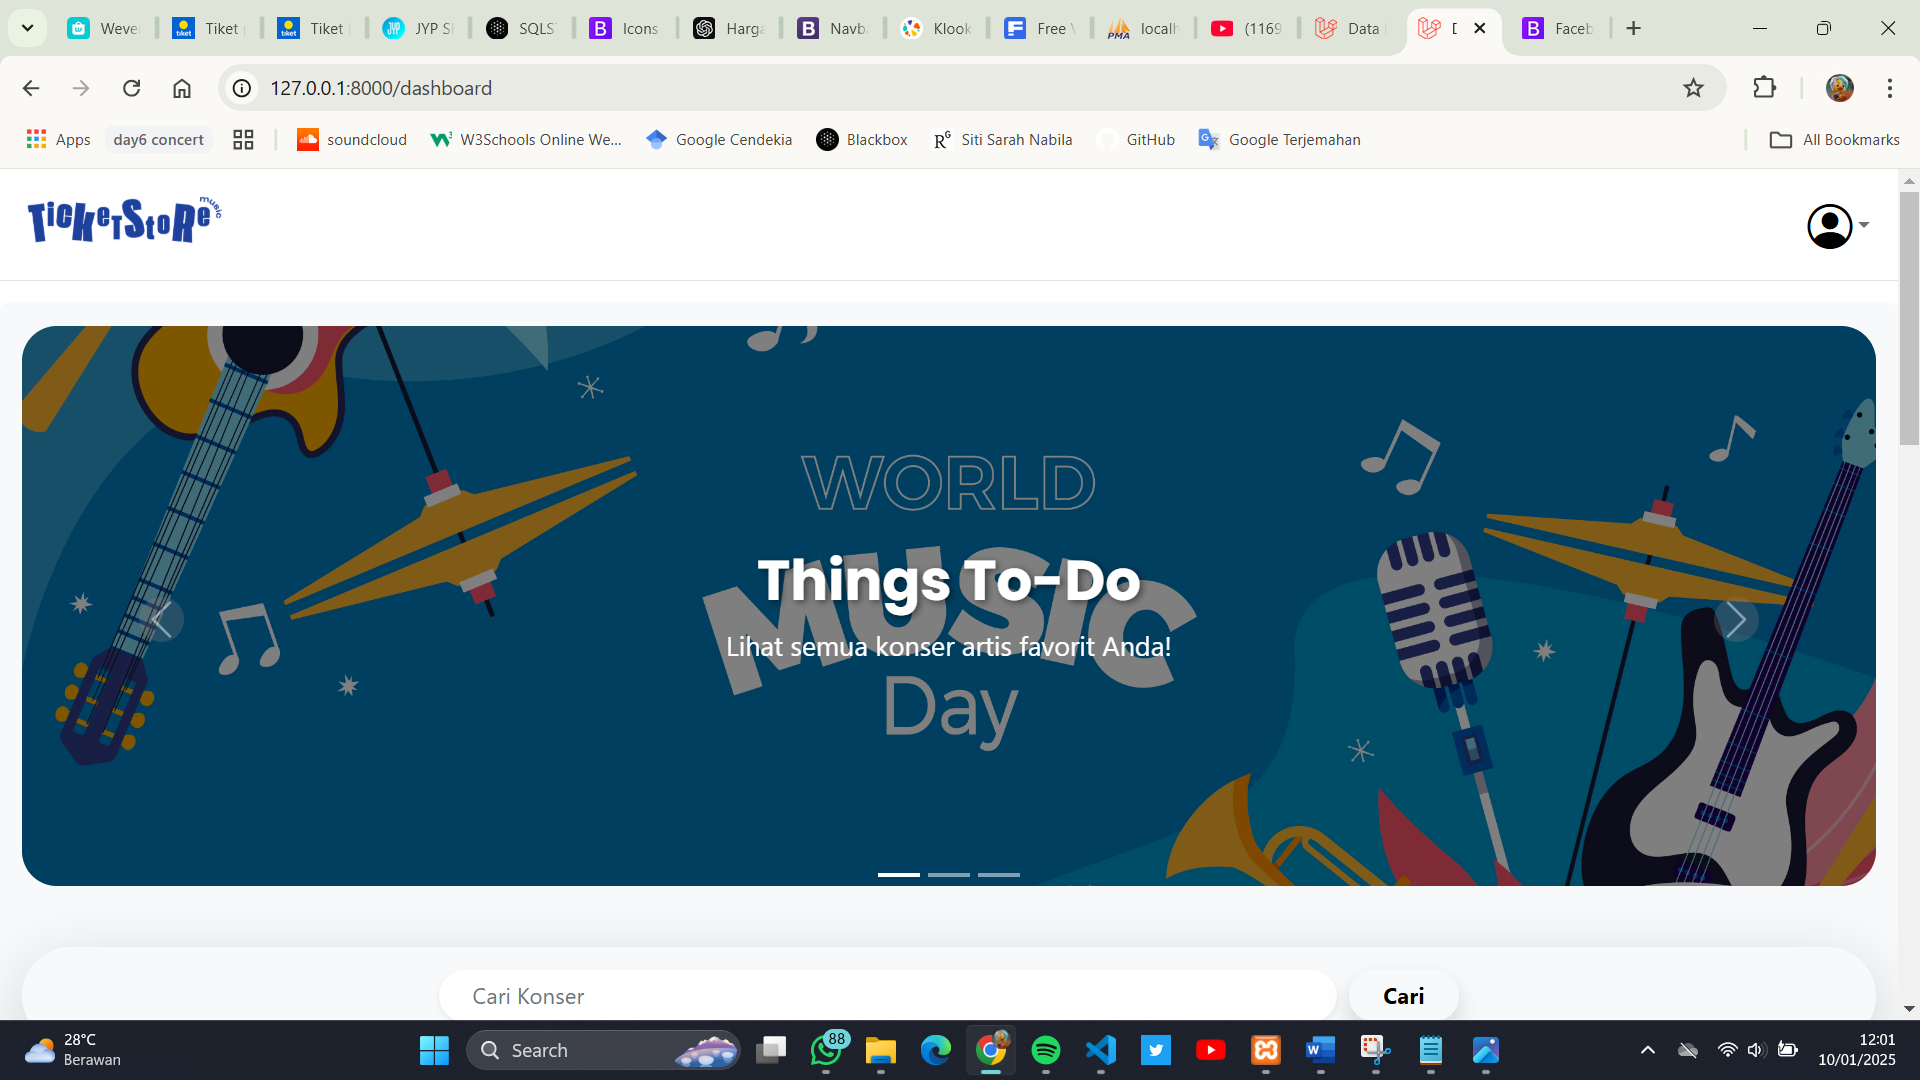 Wever
Tiket
Tiket
JYP S
SQLS
Icons
Harga
Navb
Klook
Free
PMA
localh
(1169
Data
Faceb
127.0.0.1:8000/dashboard
Apps
day6 concert
soundcloud
W3Schools Online We...
Google Cendekia
Blackbox
Siti Sarah Nabila
GitHub
Google Terjemahan
All Bookmarks
TicKeTStoRe music
WORLD
MUSIC
Day
Things To-Do
Lihat semua konser artis favorit Anda!
Cari Konser
Cari
28°C
Berawan
Search
88
12:01
10/01/2025